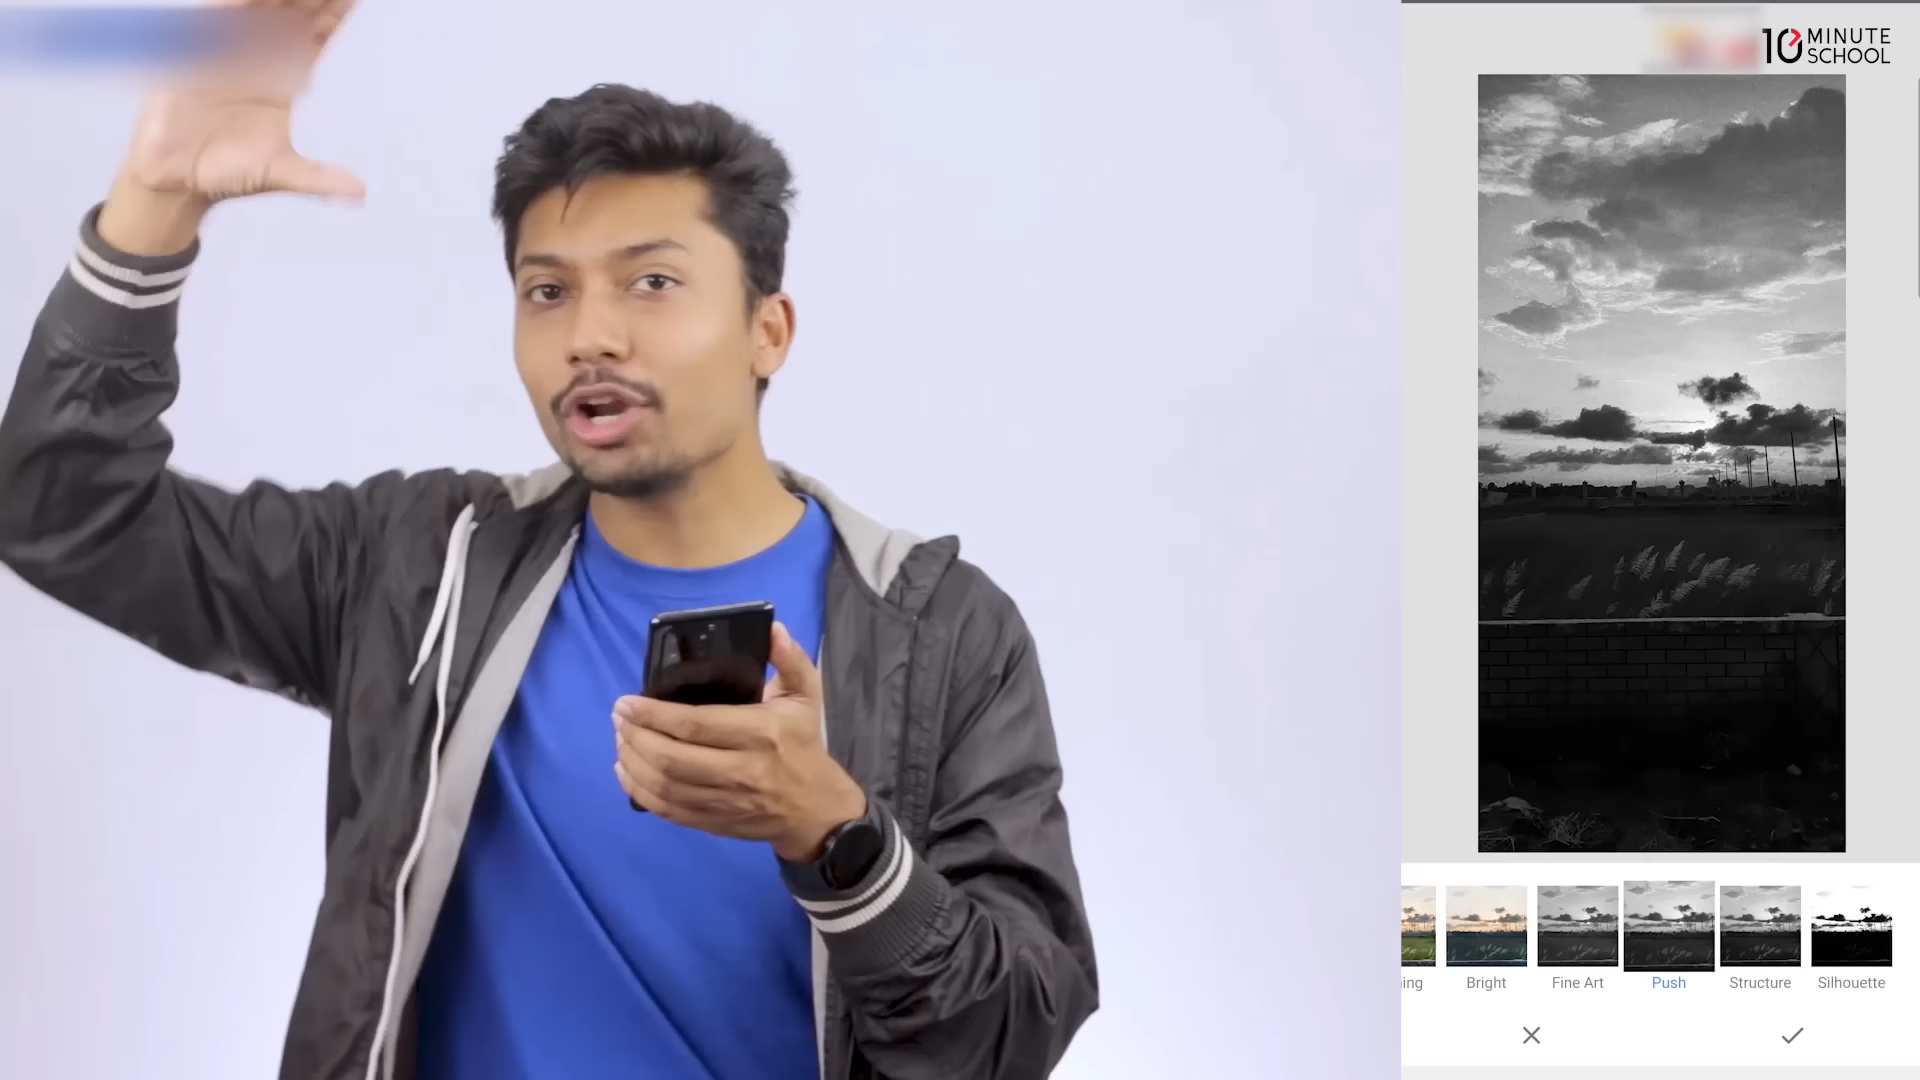 10 MINUTE
SCHOOL
ing
Bright
Fine Art
Push
Structure
Silhouette